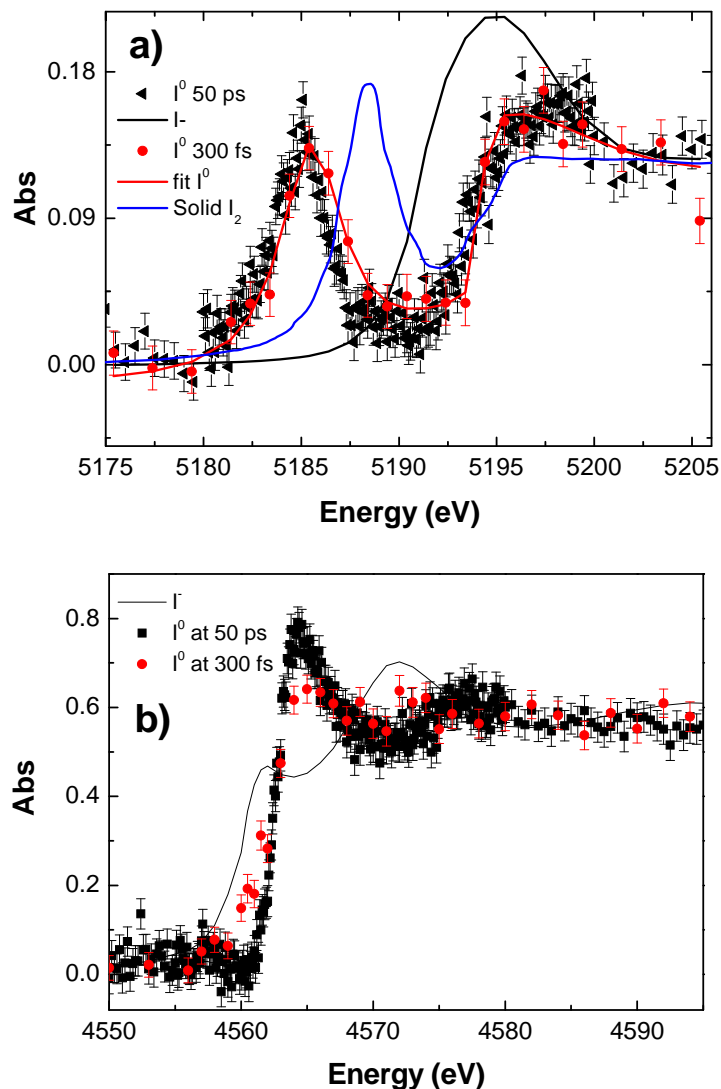 a)
I⁰ 50 ps
I-
I⁰ 300 fs
fit I⁰
Solid I₂
0.18
0.09
0.00
Abs
5175 5180 5185 5190 5195 5200 5205
Energy (eV)
I⁻
I⁰ at 50 ps
I⁰ at 300 fs
b)
0.8
0.6
0.4
0.2
0.0
Abs
4550 4560 4570 4580 4590
Energy (eV)